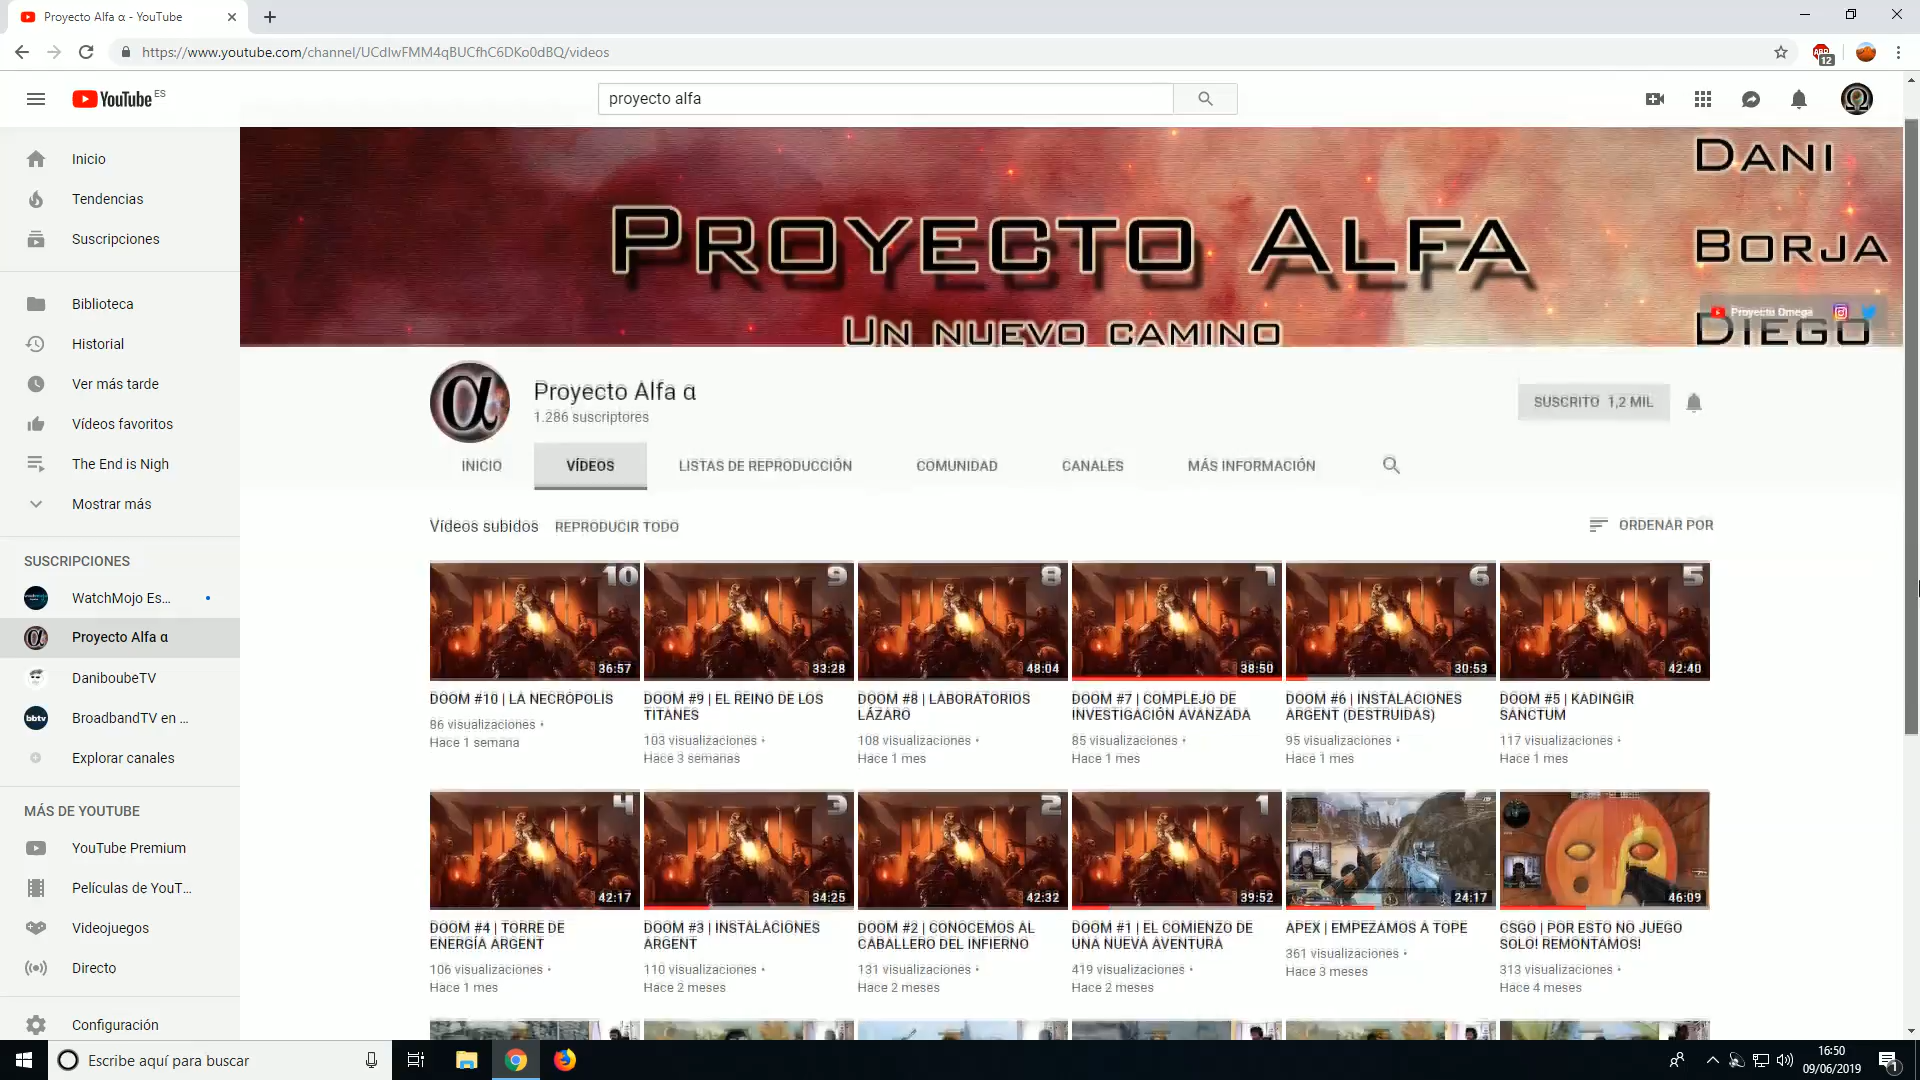 Proyecto Alfa α - YouTube
https://www.youtube.com/channel/UCdIwFMM4qBUCfhC6DKo0dBQ/videos
12
YouTube ES
proyecto alfa
Inicio
Tendencias
Suscripciones
Biblioteca
Historial
Ver más tarde
Vídeos favoritos
The End is Nigh
Mostrar más
SUSCRIPCIONES
WatchMojo Es...
Proyecto Alfa α
DaniboubeTV
BroadbandTV en ...
Explorar canales
MÁS DE YOUTUBE
YouTube Premium
Películas de YouT...
Videojuegos
Directo
Configuración
PROYECTO ALFA
UN NUEVO CAMINO
DANI
BORJA
DIEGO
Proyecto Omega
α
Proyecto Alfa α
1.286 suscriptores
SUSCRITO 1,2 MIL
INICIO
VÍDEOS
LISTAS DE REPRODUCCIÓN
COMUNIDAD
CANALES
MÁS INFORMACIÓN
Vídeos subidos
REPRODUCIR TODO
ORDENAR POR
10
36:57
DOOM #10 | LA NECRÓPOLIS
86 visualizaciones •
Hace 1 semana
9
33:28
DOOM #9 | EL REINO DE LOS
TITANES
103 visualizaciones •
Hace 3 semanas
8
48:04
DOOM #8 | LABORATORIOS
LÁZARO
108 visualizaciones •
Hace 1 mes
7
38:50
DOOM #7 | COMPLEJO DE
INVESTIGACIÓN AVANZADA
85 visualizaciones •
Hace 1 mes
6
30:53
DOOM #6 | INSTALACIONES
ARGENT (DESTRUIDAS)
95 visualizaciones •
Hace 1 mes
5
42:40
DOOM #5 | KADINGIR
SANCTUM
117 visualizaciones •
Hace 1 mes
4
42:17
DOOM #4 | TORRE DE
ENERGÍA ARGENT
106 visualizaciones •
Hace 1 mes
3
34:25
DOOM #3 | INSTALACIONES
ARGENT
110 visualizaciones •
Hace 2 meses
2
42:32
DOOM #2 | CONOCEMOS AL
CABALLERO DEL INFIERNO
131 visualizaciones •
Hace 2 meses
1
39:52
DOOM #1 | EL COMIENZO DE
UNA NUEVA AVENTURA
419 visualizaciones •
Hace 2 meses
24:17
APEX | EMPEZAMOS A TOPE
361 visualizaciones •
Hace 3 meses
46:09
CSGO | POR ESTO NO JUEGO
SOLO! REMONTAMOS!
313 visualizaciones •
Hace 4 meses
Escribe aquí para buscar
16:50
09/06/2019
1